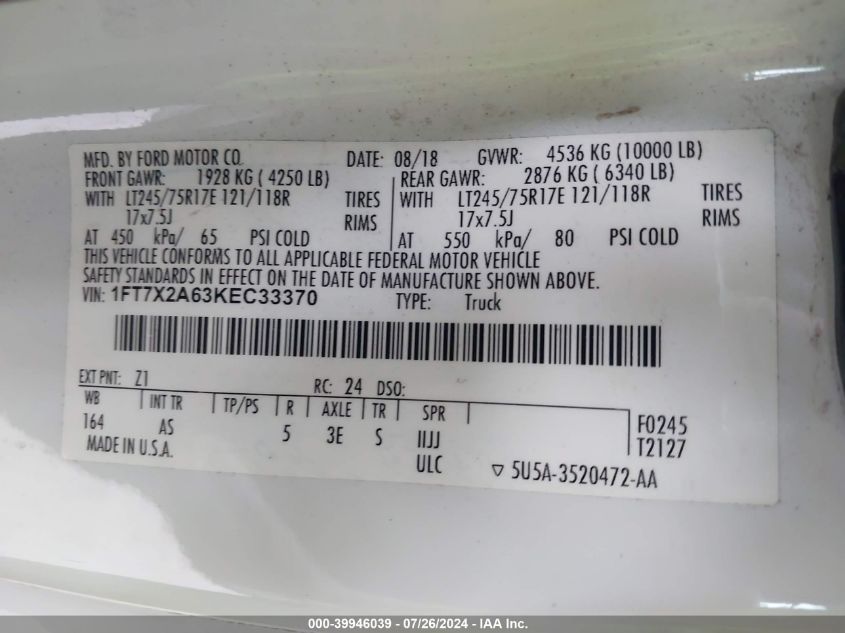 MFD. BY FORD MOTOR CO. DATE: 08/18 GVWR: 4536 KG (10000 LB)
FRONT GAWR: 1928 KG ( 4250 LB) REAR GAWR: 2876 KG ( 6340 LB)
WITH LT245/75R17E 121/118R TIRES WITH LT245/75R17E 121/118R TIRES
17x7.5J RIMS 17x7.5J RIMS
AT 450 kPa/ 65 PSI COLD AT 550 kPa/ 80 PSI COLD
THIS VEHICLE CONFORMS TO ALL APPLICABLE FEDERAL MOTOR VEHICLE
SAFETY STANDARDS IN EFFECT ON THE DATE OF MANUFACTURE SHOWN ABOVE.
VIN: 1FT7X2A63KEC33370 TYPE: Truck
EXT PNT: Z1 RC: 24 DSO:
WB INT TR TP/PS R AXLE TR SPR
164 AS 5 3E S IIJJ F0245
MADE IN U.S.A. ULC T2127
5U5A-3520472-AA
000-39946039 - 07/26/2024 - IAA Inc.